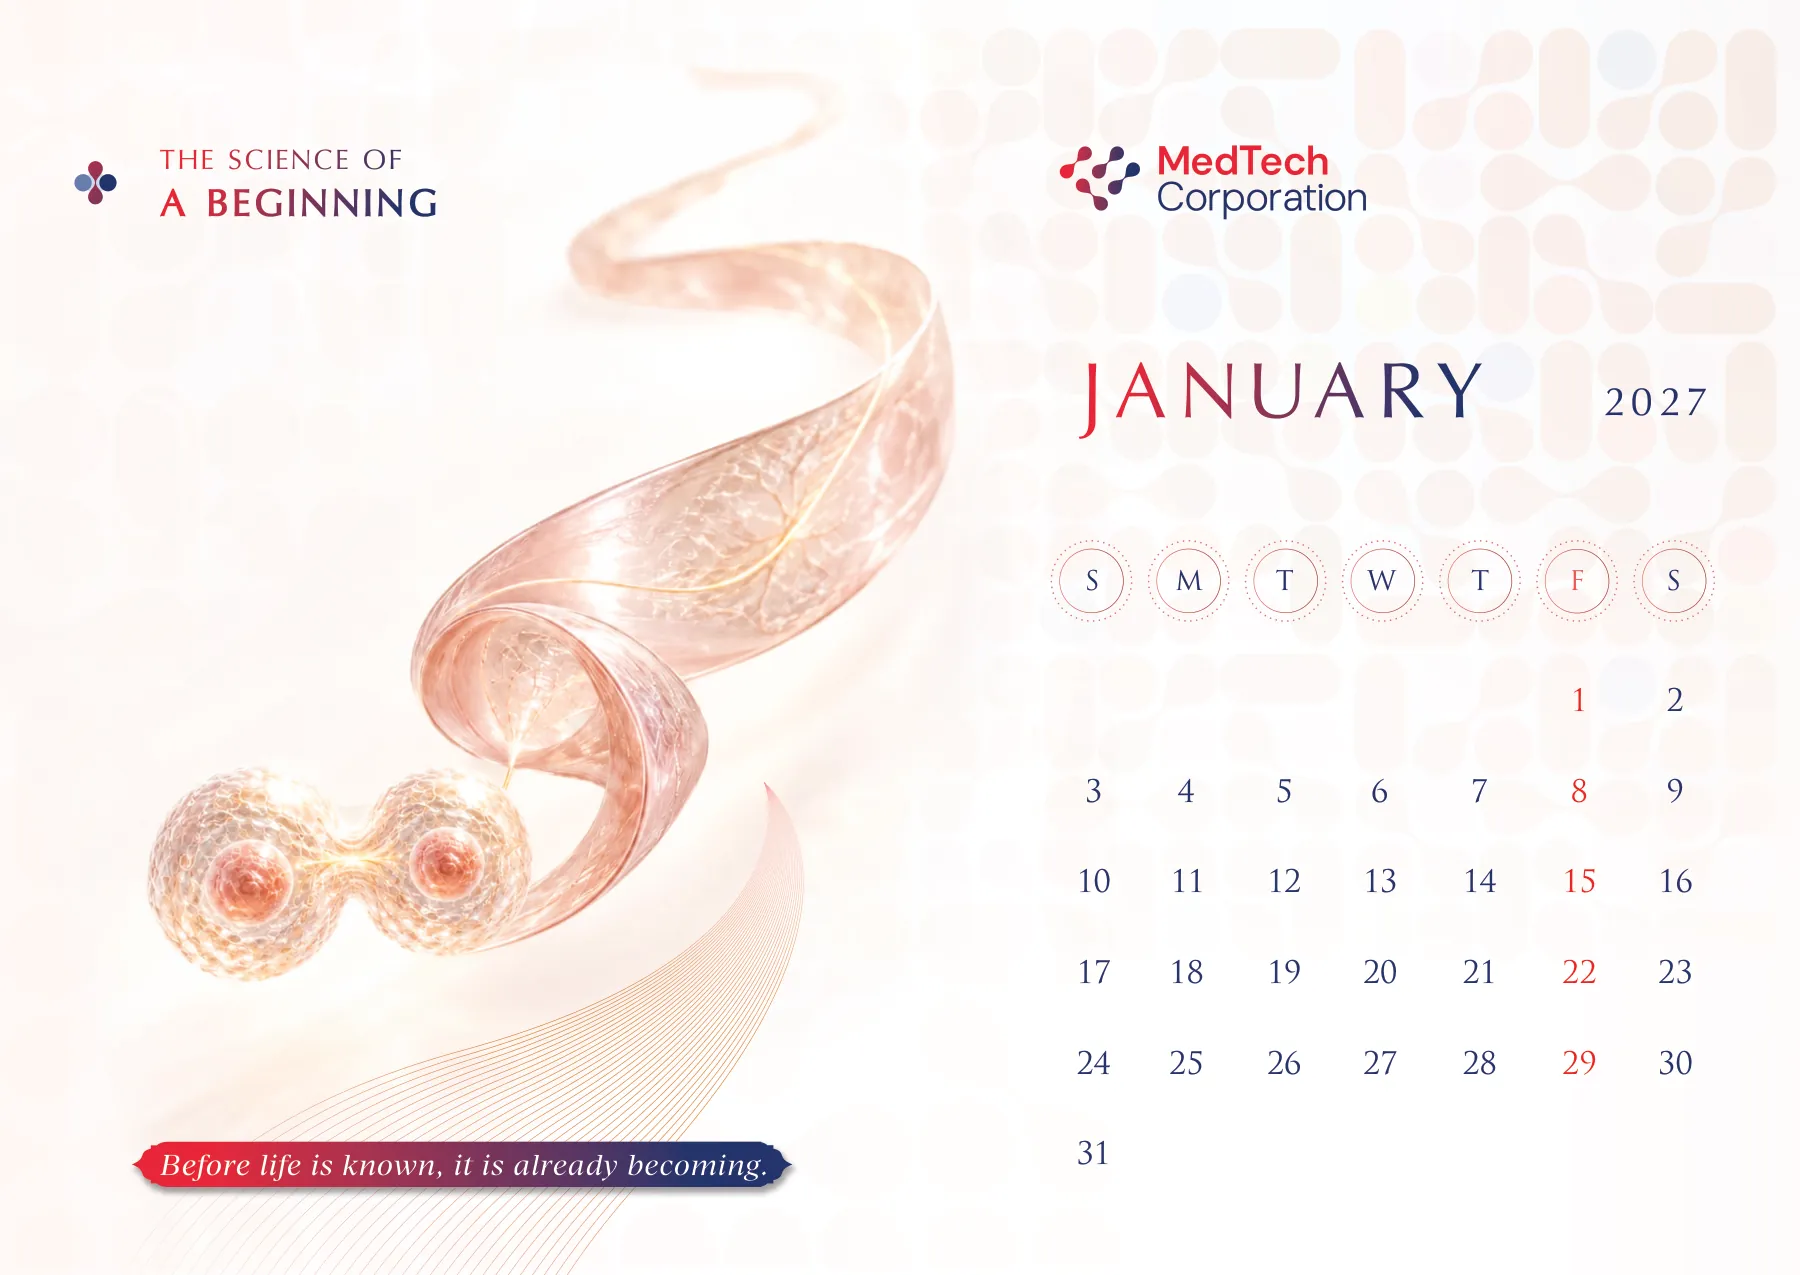 THE SCIENCE OF
A BEGINNING
MedTech
Corporation
JANUARY 2027
S M T W T F S
1 2
3 4 5 6 7 8 9
10 11 12 13 14 15 16
17 18 19 20 21 22 23
24 25 26 27 28 29 30
31
Before life is known, it is already becoming.